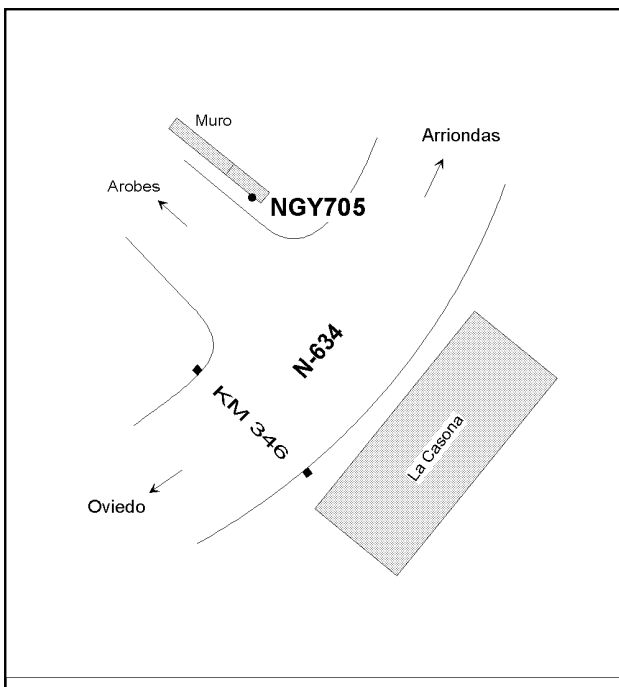 Muro
Arriondas
Arobes
NGY705
N-634
KM 346
La Casona
Oviedo